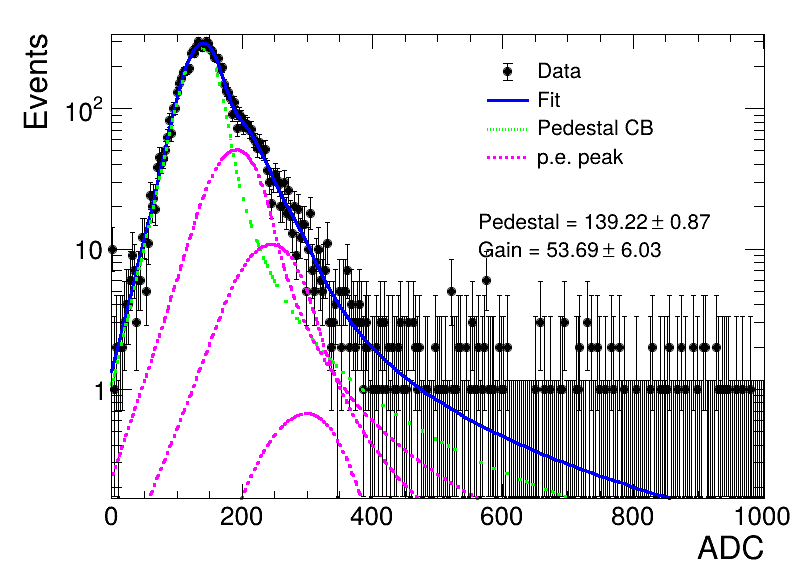 Events
10²
10
1
Data
Fit
Pedestal CB
p.e. peak
Pedestal = 139.22 ± 0.87
Gain = 53.69 ± 6.03
0 200 400 600 800 1000
ADC